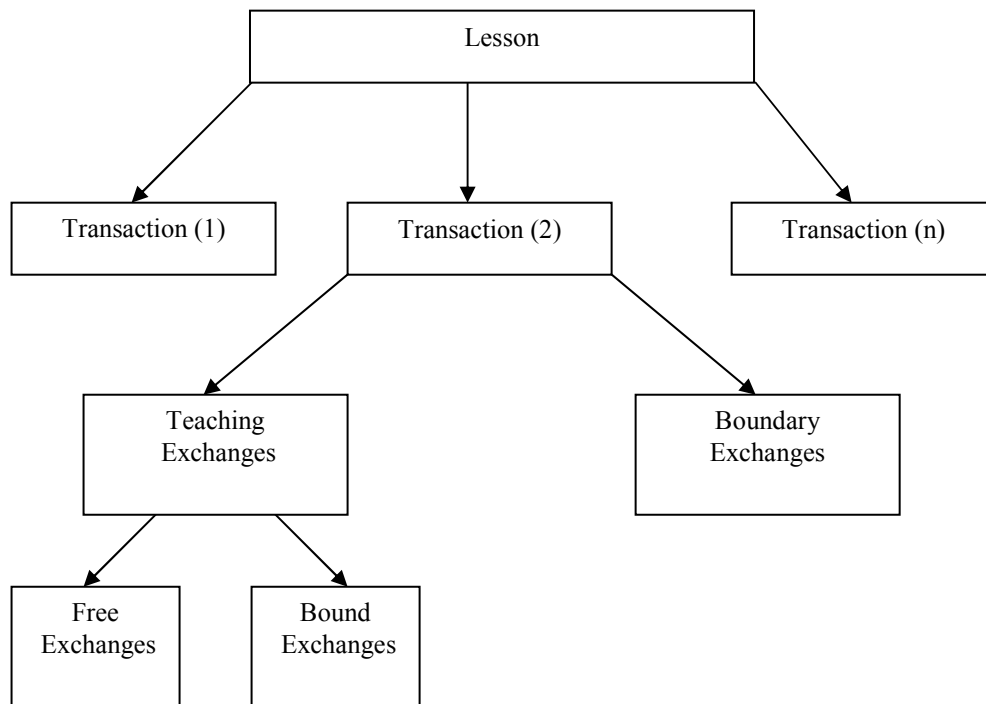 Lesson
Transaction (1)
Transaction (2)
Transaction (n)
Teaching
Exchanges
Boundary
Exchanges
Free
Exchanges
Bound
Exchanges